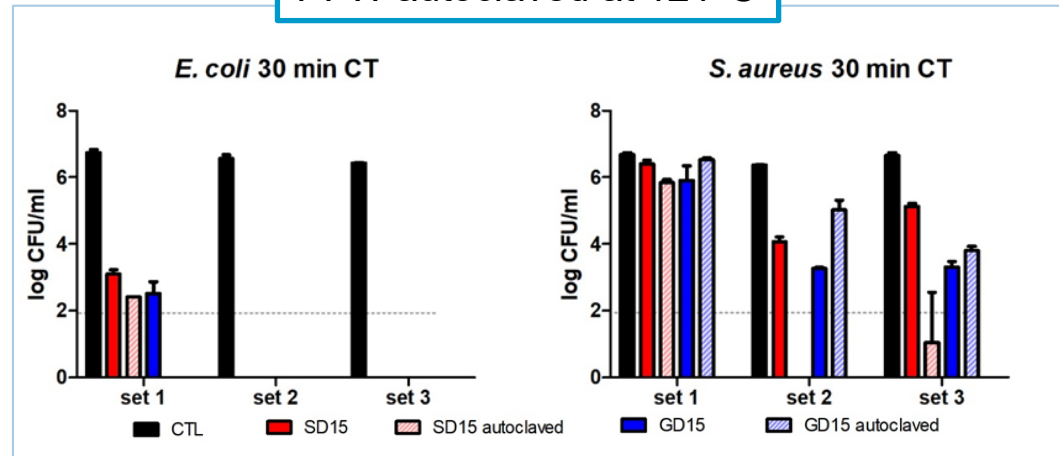 autoclaved at
E. coli 30 min CT
8
6
4
2
0
log CFU/ml
set 1
set 2
set 3
S. aureus 30 min CT
8
6
4
2
0
log CFU/ml
set 1
set 2
set 3
CTL
SD15
SD15 autoclaved
GD15
GD15 autoclaved